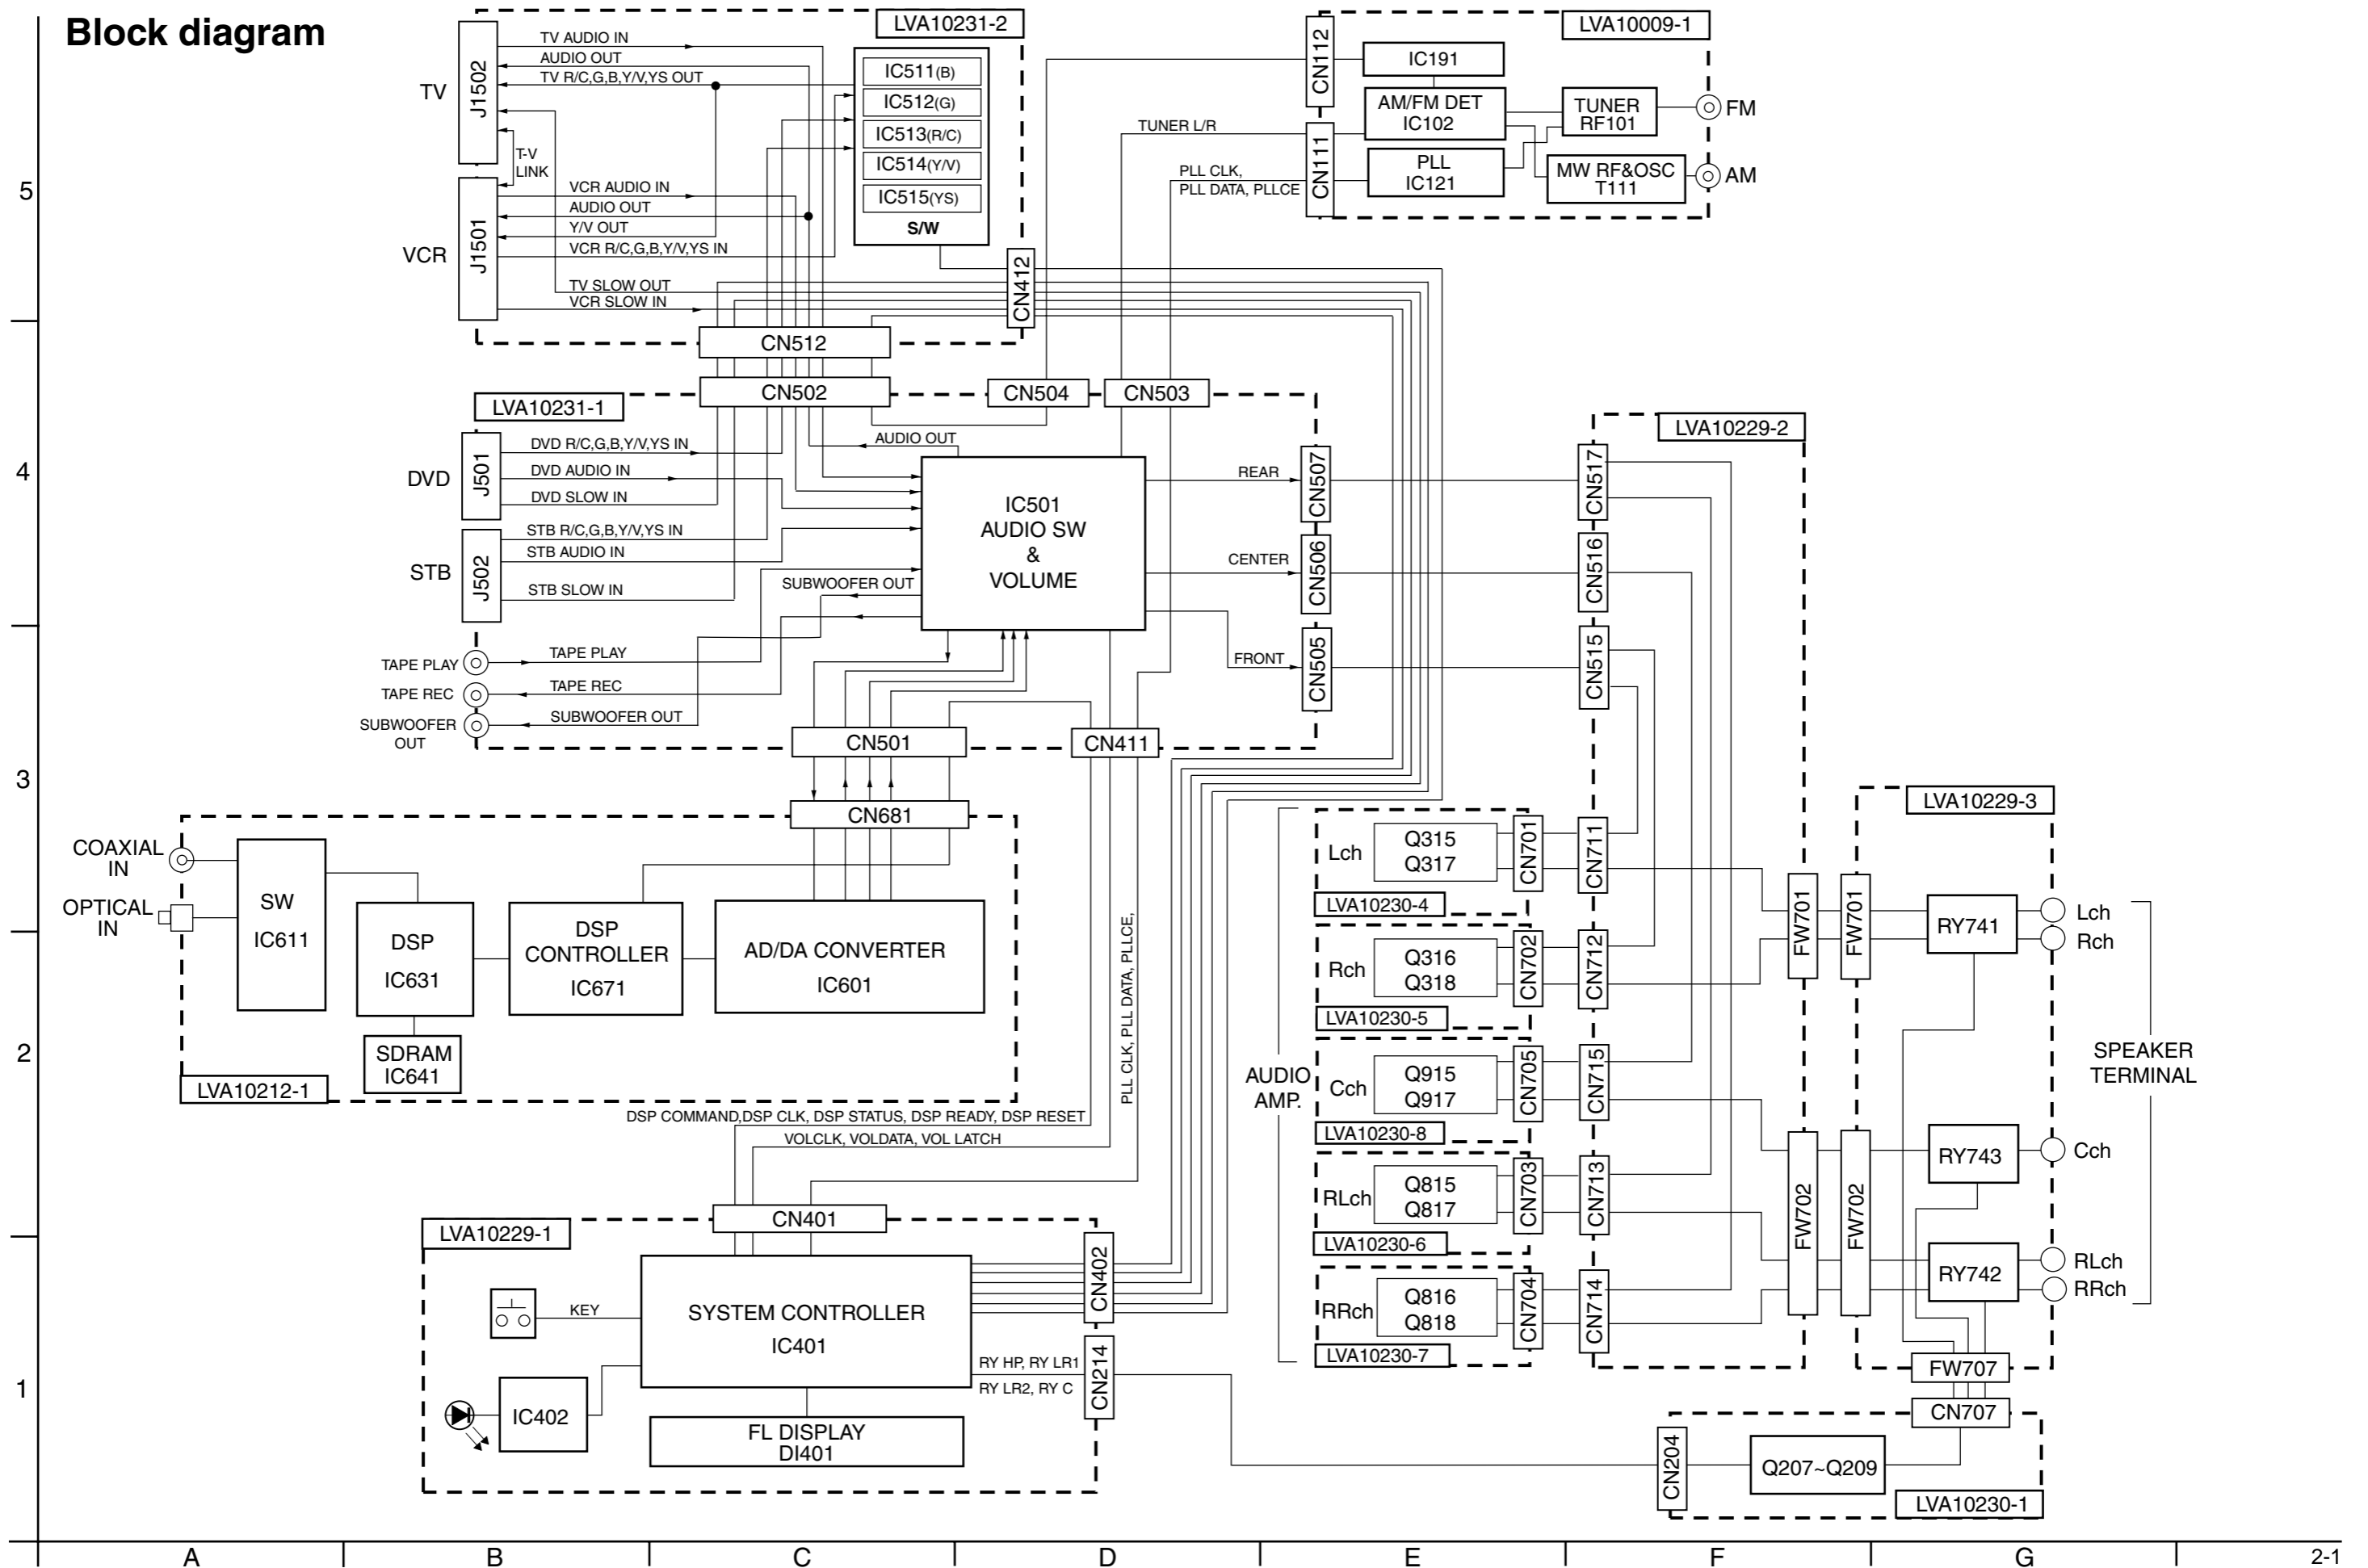 Block diagram
LVA10231-2
TV
J1502
TV AUDIO IN
AUDIO OUT
TV R/C,G,B,Y/V,YS OUT
T-V
LINK
IC511(B)
IC512(G)
IC513(R/C)
IC514(Y/V)
IC515(YS)
S/W
VCR
J1501
VCR AUDIO IN
AUDIO OUT
Y/V OUT
VCR R/C,G,B,Y/V,YS IN
TV SLOW OUT
VCR SLOW IN
CN412
CN512
LVA10009-1
CN112
CN111
IC191
AM/FM DET
IC102
TUNER
RF101
FM
PLL
IC121
MW RF&OSC
T111
AM
TUNER L/R
PLL CLK,
PLL DATA, PLLCE
5
CN502
CN504
CN503
LVA10231-1
4
DVD
J501
DVD R/C,G,B,Y/V,YS IN
DVD AUDIO IN
DVD SLOW IN
STB
J502
STB R/C,G,B,Y/V,YS IN
STB AUDIO IN
STB SLOW IN
AUDIO OUT
IC501
AUDIO SW
&
VOLUME
SUBWOOFER OUT
REAR
CN507
CENTER
CN506
FRONT
CN505
TAPE PLAY
TAPE PLAY
TAPE REC
TAPE REC
SUBWOOFER
OUT
SUBWOOFER OUT
CN501
CN411
LVA10229-2
CN517
CN516
CN515
3
CN681
COAXIAL
IN
OPTICAL
IN
SW
IC611
DSP
IC631
DSP
CONTROLLER
IC671
AD/DA CONVERTER
IC601
SDRAM
IC641
LVA10212-1
2
PLL CLK, PLL DATA, PLLCE,
DSP COMMAND,DSP CLK, DSP STATUS, DSP READY, DSP RESET
VOLCLK, VOLDATA, VOL LATCH
AUDIO
AMP.
Lch
Q315
Q317
CN701
CN711
LVA10230-4
Rch
Q316
Q318
CN702
CN712
LVA10230-5
Cch
Q915
Q917
CN705
CN715
LVA10230-8
RLch
Q815
Q817
CN703
CN713
LVA10230-6
RRch
Q816
Q818
CN704
CN714
LVA10230-7
LVA10229-3
FW701
FW701
RY741
Lch
Rch
SPEAKER
TERMINAL
FW702
FW702
RY743
Cch
RY742
RLch
RRch
FW707
CN707
CN204
Q207~Q209
LVA10230-1
1
CN401
LVA10229-1
KEY
SYSTEM CONTROLLER
IC401
CN402
IC402
FL DISPLAY
DI401
RY HP, RY LR1
RY LR2, RY C
CN214
A
B
C
D
E
F
G
2-1